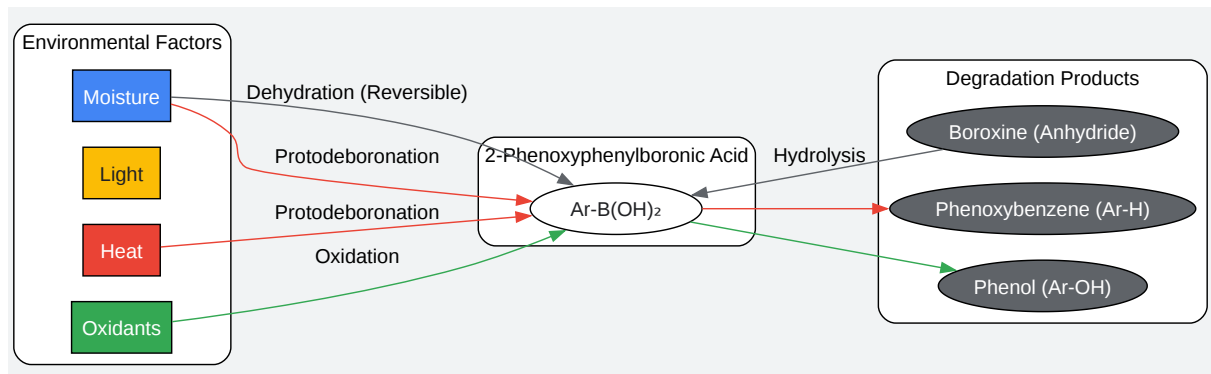 Environmental Factors
Moisture
Light
Heat
Oxidants
Dehydration (Reversible)
Protodeboronation
Protodeboronation
Oxidation
2-Phenoxyphenylboronic Acid
Ar-B(OH)₂
Hydrolysis
Degradation Products
Boroxine (Anhydride)
Phenoxybenzene (Ar-H)
Phenol (Ar-OH)